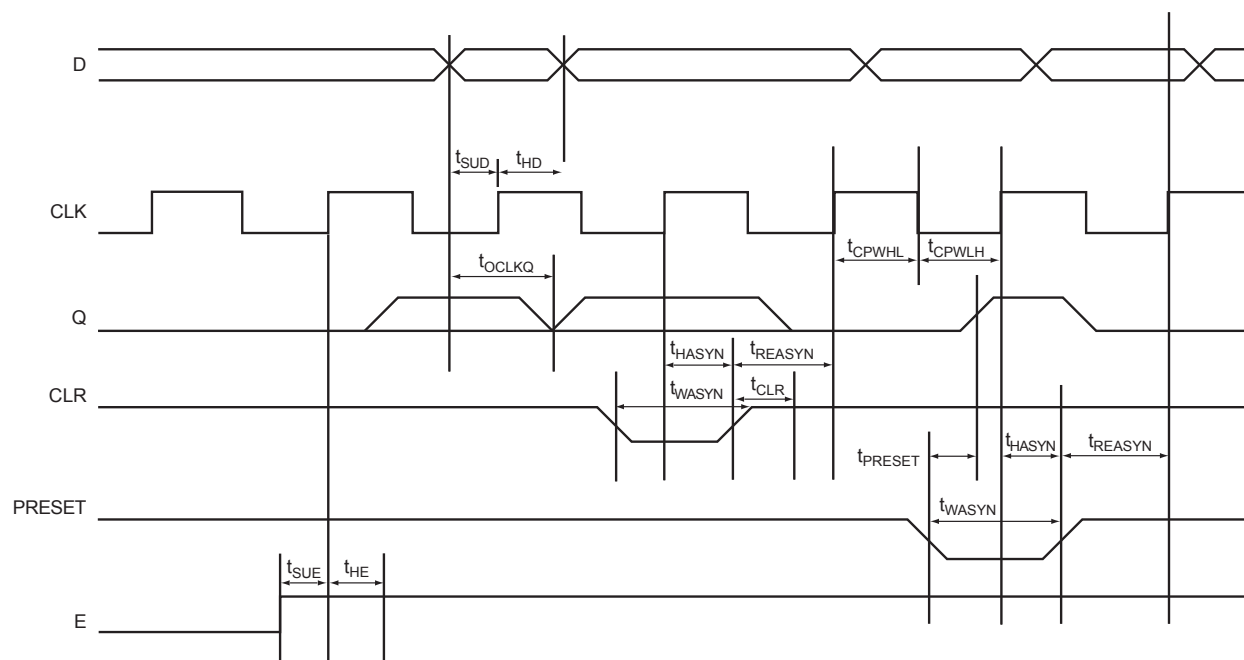 D
tSUD tHD
CLK
tCPWHL tCPWLH
tOCLKQ
Q
tHASYN tREASYN
CLR
tWASYN tCLR
tPRESET tHASYN tREASYN
PRESET
tWASYN
tSUE tHE
E